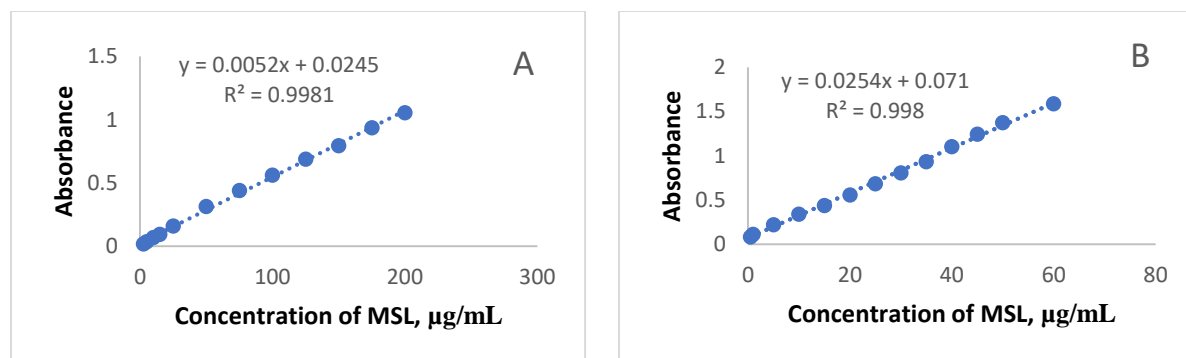 A
y = 0.0052x + 0.0245
R² = 0.9981
Absorbance
1.5
1
0.5
0
0 100 200 300
Concentration of MSL, µg/mL
B
y = 0.0254x + 0.071
R² = 0.998
Absorbance
2
1.5
1
0.5
0
0 20 40 60 80
Concentration of MSL, µg/mL